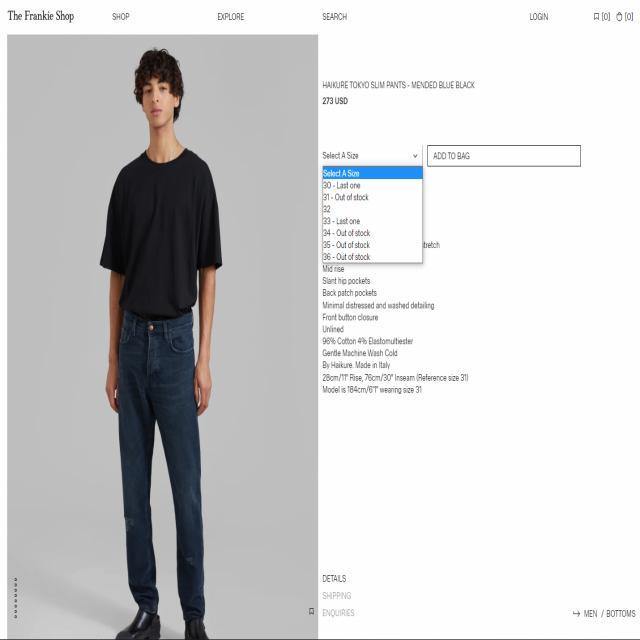 The Frankie Shop
SHOP
EXPLORE
SEARCH
LOGIN
[0]
[0]
HAIKURE TOKYO SLIM PANTS - MENDED BLUE BLACK
273 USD
Select A Size
ADD TO BAG
Select A Size
30 - Last one
31 - Out of stock
32
33 - Last one
34 - Out of stock
35 - Out of stock
36 - Out of stock
stretch
Mid rise
Slant hip pockets
Back patch pockets
Minimal distressed and washed detailing
Front button closure
Unlined
96% Cotton 4% Elastomultiester
Gentle Machine Wash Cold
By Haikure. Made in Italy
28cm/11" Rise, 76cm/30" Inseam (Reference size 31)
Model is 184cm/6'1" wearing size 31
DETAILS
SHIPPING
ENQUIRIES
MEN / BOTTOMS